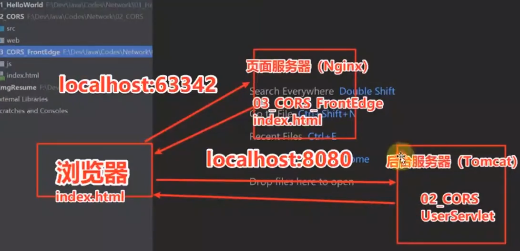 1_HelloWorld
2_CORS
src
web
3_CORS_FrontEdge
js
index.html
mgResume
xternal Libraries
cratches and Consoles
localhost:63342
页面服务器（Nginx）
Search Everywhere Double Shift
03_CORS_FrontEdge
index.html
Recent Files Ctrl+E
localhost:8080
Drop files here to open
浏览器
index.html
后台服务器（Tomcat）
02_CORS
UserServlet